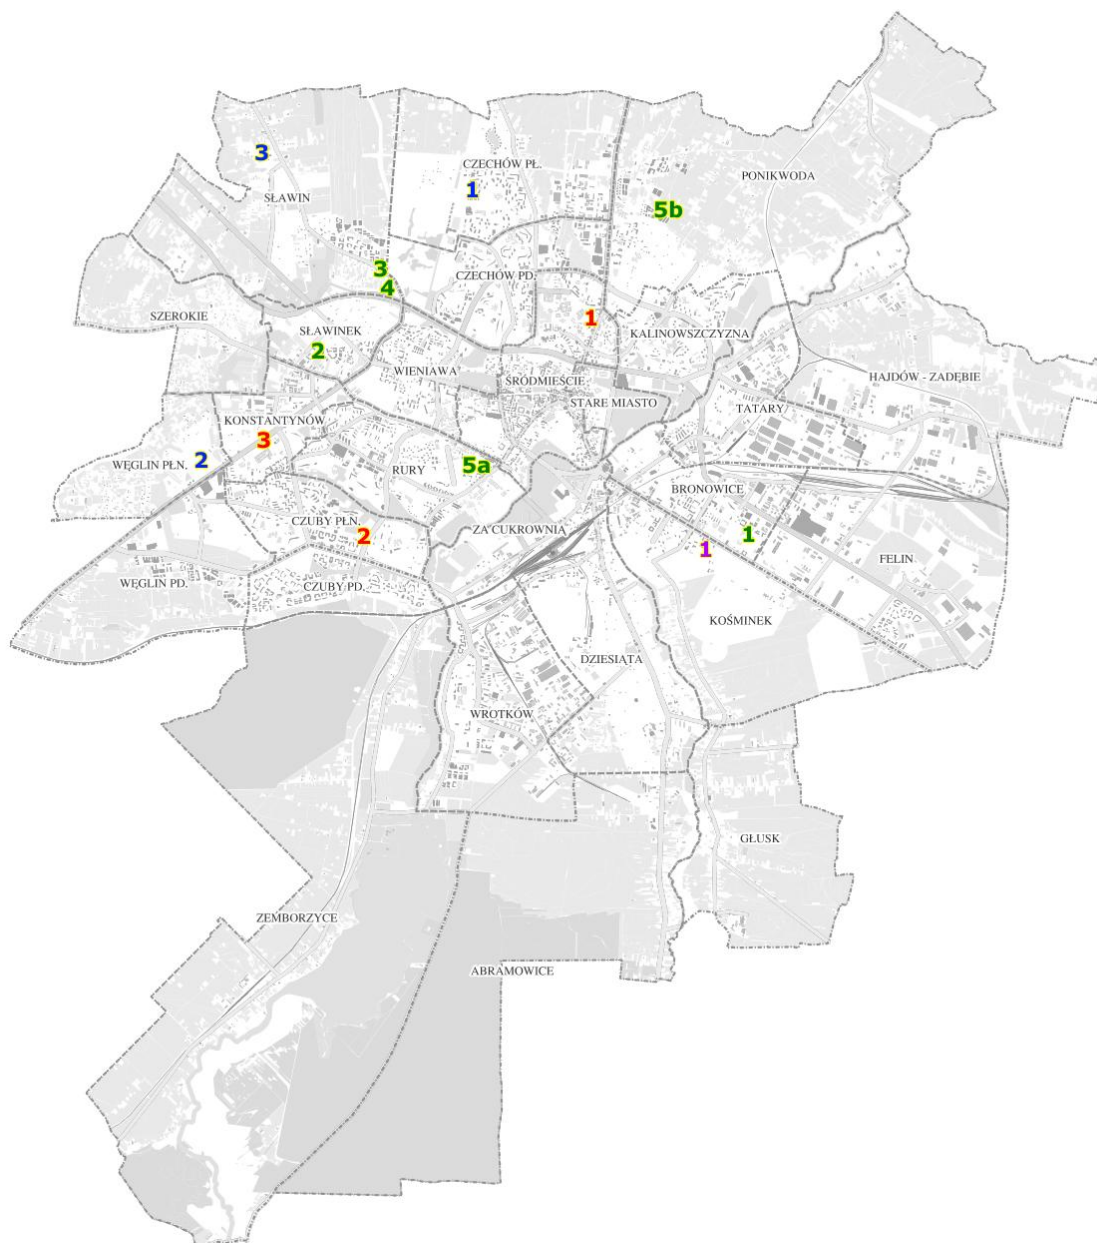 3
CZECHÓW PŁ.
PONIKWODA
1
SŁAWIN
5b
3
CZECHÓW PD.
4
SZEROKIE
1
SŁAWINEK
KALINOWSZCZYZNA
2
WIENIAWA
ŚRÓDMIEŚCIE
HAJDÓW - ZADĘBIE
STARE MIASTO
TATARY
KONSTANTYNÓW
3
WĘGLIN PŁN.
2
RURY
5a
BRONOWICE
CZUBY PŁN.
ZA CUKROWNIĄ
2
1
1
FELIN
WĘGLIN PD.
CZUBY PD.
KOŚMINEK
DZIESIĄTA
WROTKÓW
GŁUSK
ZEMBORZYCE
ABRAMOWICE